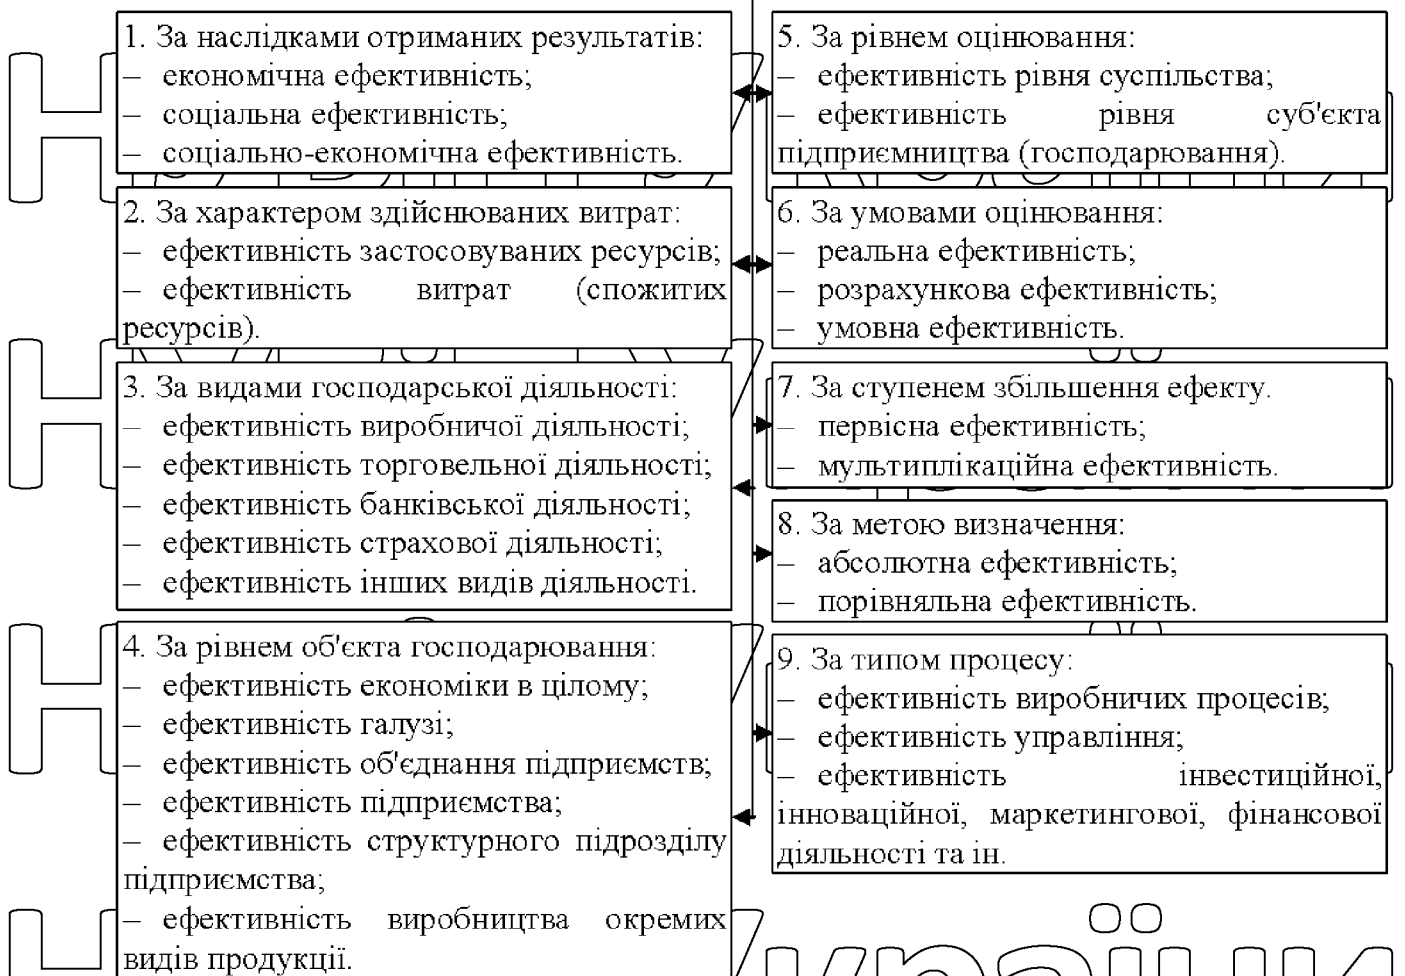 1. За наслідками отриманих результатів:
– економічна ефективність;
– соціальна ефективність;
– соціально-економічна ефективність.
2. За характером здійснюваних витрат:
– ефективність застосовуваних ресурсів;
– ефективність витрат (спожитих
ресурсів).
3. За видами господарської діяльності:
– ефективність виробничої діяльності;
– ефективність торговельної діяльності;
– ефективність банківської діяльності;
– ефективність страхової діяльності;
– ефективність інших видів діяльності.
4. За рівнем об'єкта господарювання:
– ефективність економіки в цілому;
– ефективність галузі;
– ефективність об'єднання підприємств;
– ефективність підприємства;
– ефективність структурного підрозділу
підприємства;
– ефективність виробництва окремих
видів продукції.
5. За рівнем оцінювання:
– ефективність рівня суспільства;
– ефективність рівня суб'єкта
підприємництва (господарювання).
6. За умовами оцінювання:
– реальна ефективність;
– розрахункова ефективність;
– умовна ефективність.
7. За ступенем збільшення ефекту.
– первісна ефективність;
– мультиплікаційна ефективність.
8. За метою визначення:
– абсолютна ефективність;
– порівняльна ефективність.
9. За типом процесу:
– ефективність виробничих процесів;
– ефективність управління;
– ефективність інвестиційної,
інноваційної, маркетингової, фінансової
діяльності та ін.